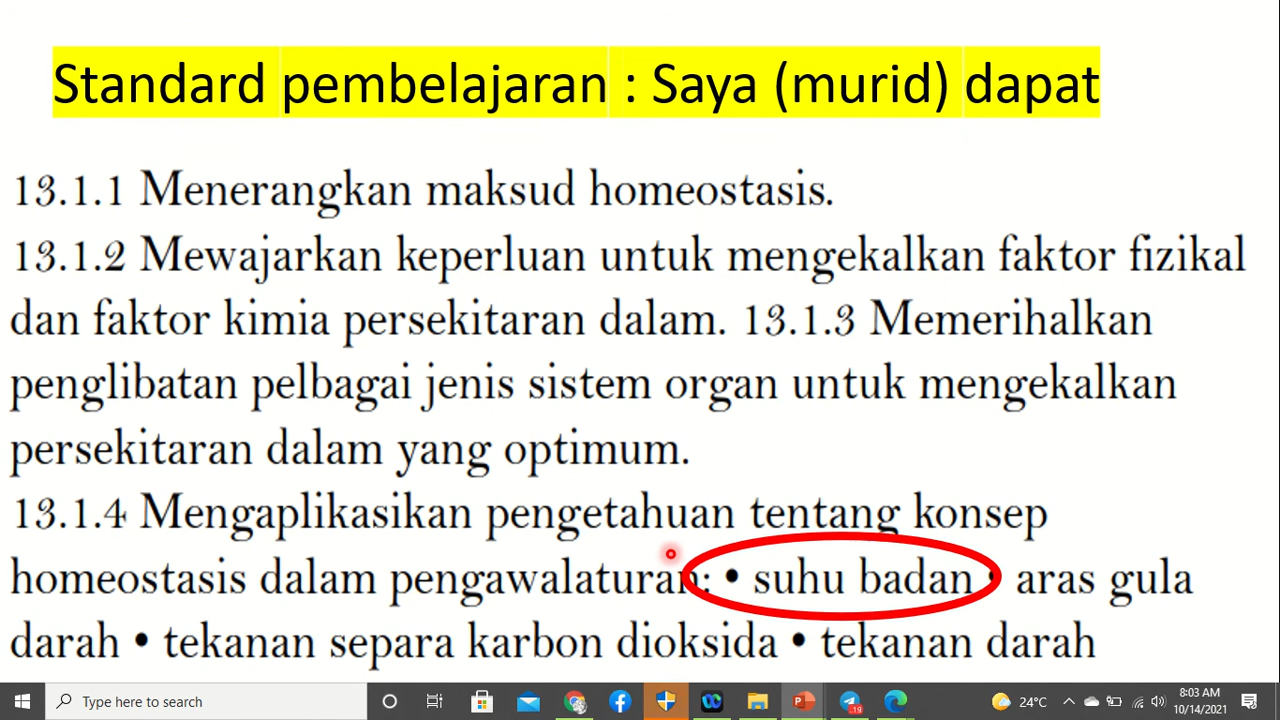 Standard pembelajaran : Saya (murid) dapat
13.1.1 Menerangkan maksud homeostasis.
13.1.2 Mewajarkan keperluan untuk mengekalkan faktor fizikal
dan faktor kimia persekitaran dalam. 13.1.3 Memerihalkan
penglibatan pelbagai jenis sistem organ untuk mengekalkan
persekitaran dalam yang optimum.
13.1.4 Mengaplikasikan pengetahuan tentang konsep
homeostasis dalam pengawalaturan: • suhu badan • aras gula
darah • tekanan separa karbon dioksida • tekanan darah
Type here to search
19
24°C
8:03 AM
10/14/2021